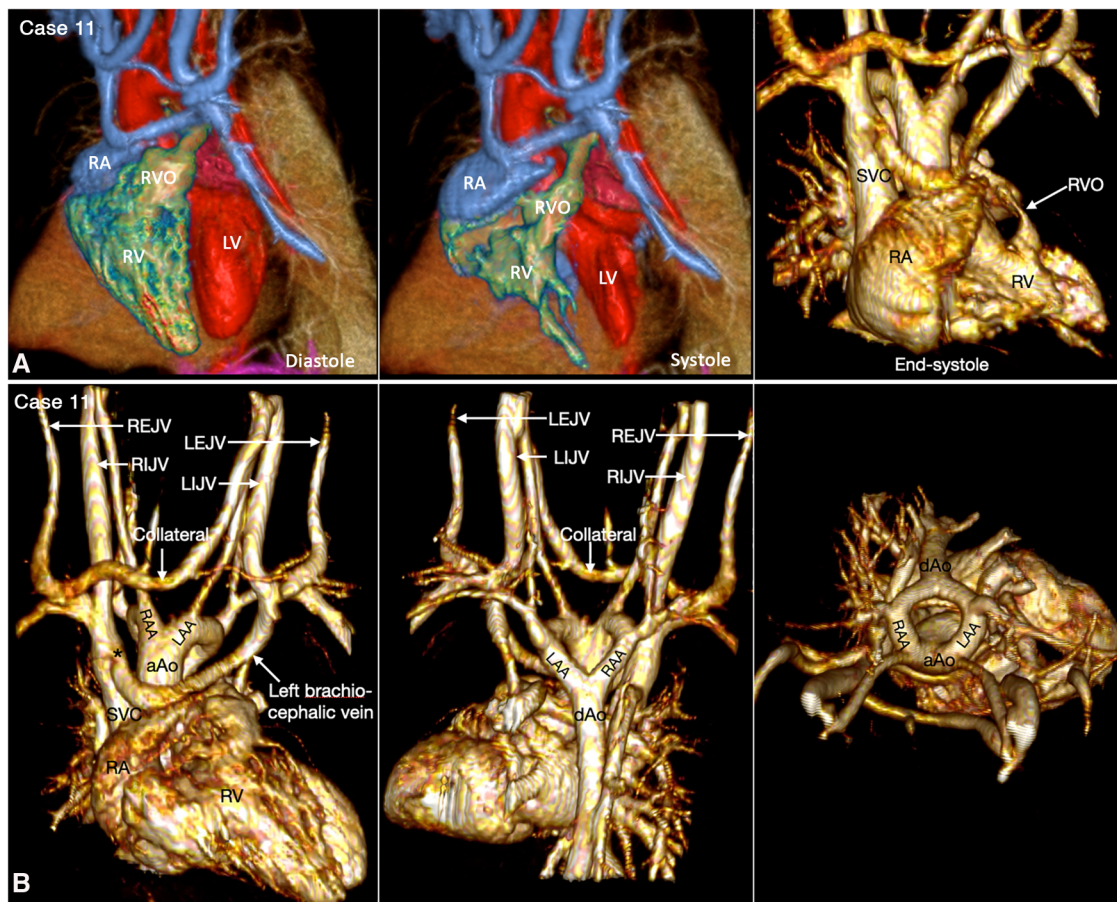 Case 11
RA
RVO
RV
LV
Diastole
A
RA
RVO
RV
LV
Systole
SVC
RVO
RA
RV
End-systole
Case 11
REJV
LEJV
RIJV
LIJV
Collateral
RAA
LAA
*
aAo
Left brachio-
cephalic vein
SVC
RA
RV
B
LEJV
REJV
LIJV
RIJV
Collateral
LAA
RAA
dAo
dAo
RAA
LAA
aAo